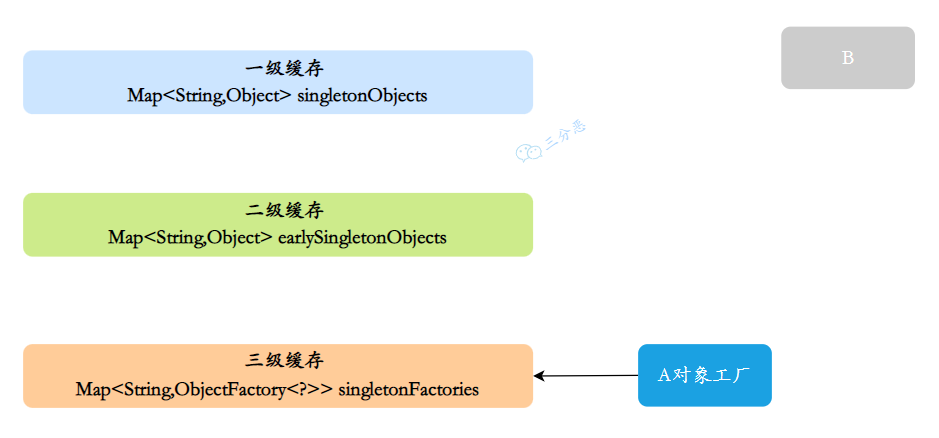 一级缓存
Map<String,Object> singletonObjects
B
三分恶
二级缓存
Map<String,Object> earlySingletonObjects
三级缓存
Map<String,ObjectFactory<?>> singletonFactories
A对象工厂